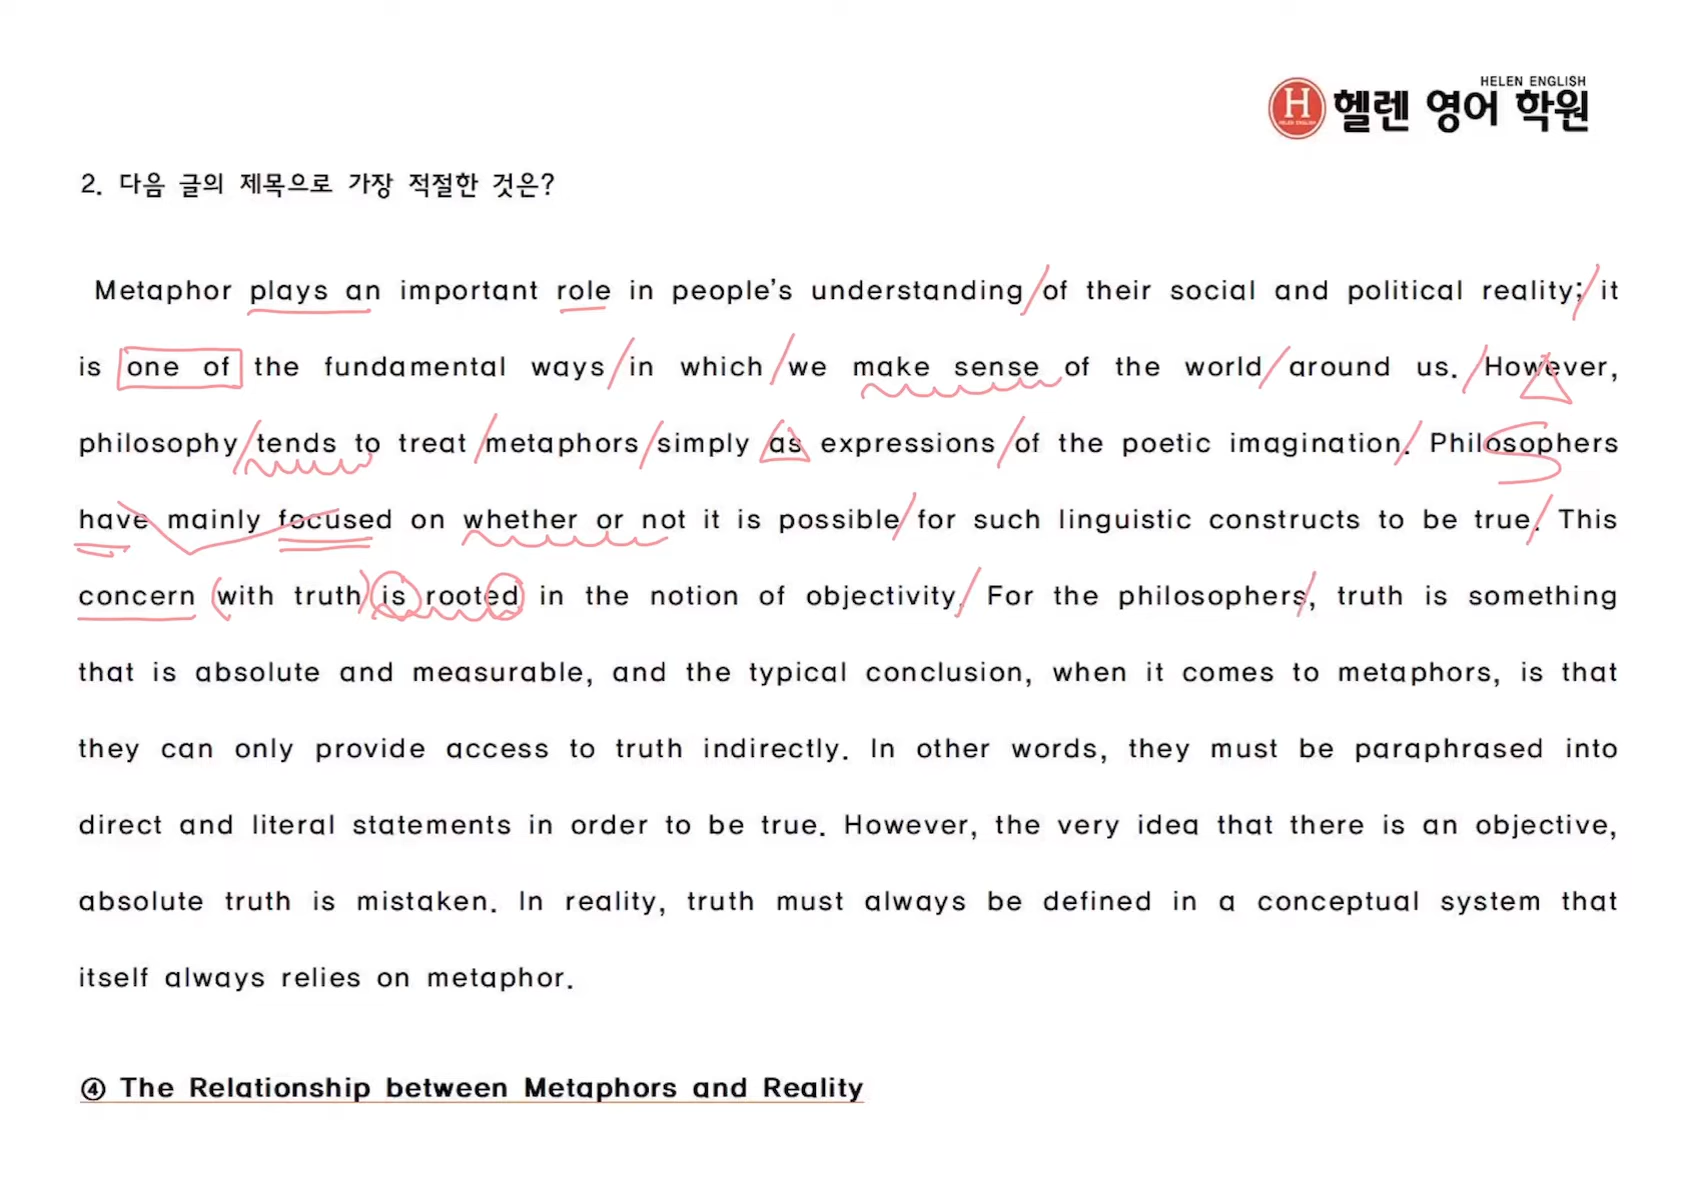 HELEN ENGLISH
H 헬렌 영어 학원
HELEN ENGLISH
2. 다음 글의 제목으로 가장 적절한 것은?
Metaphor plays an important role in people's understanding of their social and political reality; it
is one of the fundamental ways in which we make sense of the world around us. However,
philosophy tends to treat metaphors simply as expressions of the poetic imagination. Philosophers
have mainly focused on whether or not it is possible for such linguistic constructs to be true. This
concern with truth is rooted in the notion of objectivity. For the philosophers, truth is something
that is absolute and measurable, and the typical conclusion, when it comes to metaphors, is that
they can only provide access to truth indirectly. In other words, they must be paraphrased into
direct and literal statements in order to be true. However, the very idea that there is an objective,
absolute truth is mistaken. In reality, truth must always be defined in a conceptual system that
itself always relies on metaphor.
④ The Relationship between Metaphors and Reality